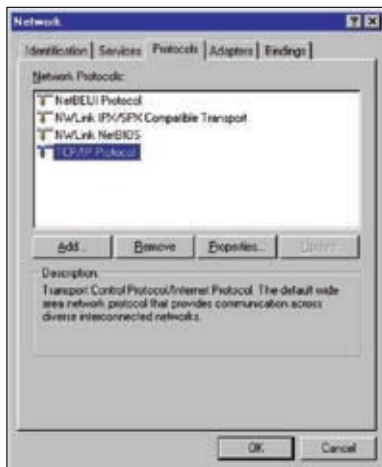 Network
Identification Services Protocols Adapters Bindings
Network Protocols:
NetBEUI Protocol
NWLink IPX/SPX Compatible Transport
NWLink NetBIOS
TCP/IP Protocol
Add... Remove Properties... Update...
Description:
Transport Control Protocol/Internet Protocol. The default wide
area network protocol that provides communication across
diverse interconnected networks.
OK Cancel